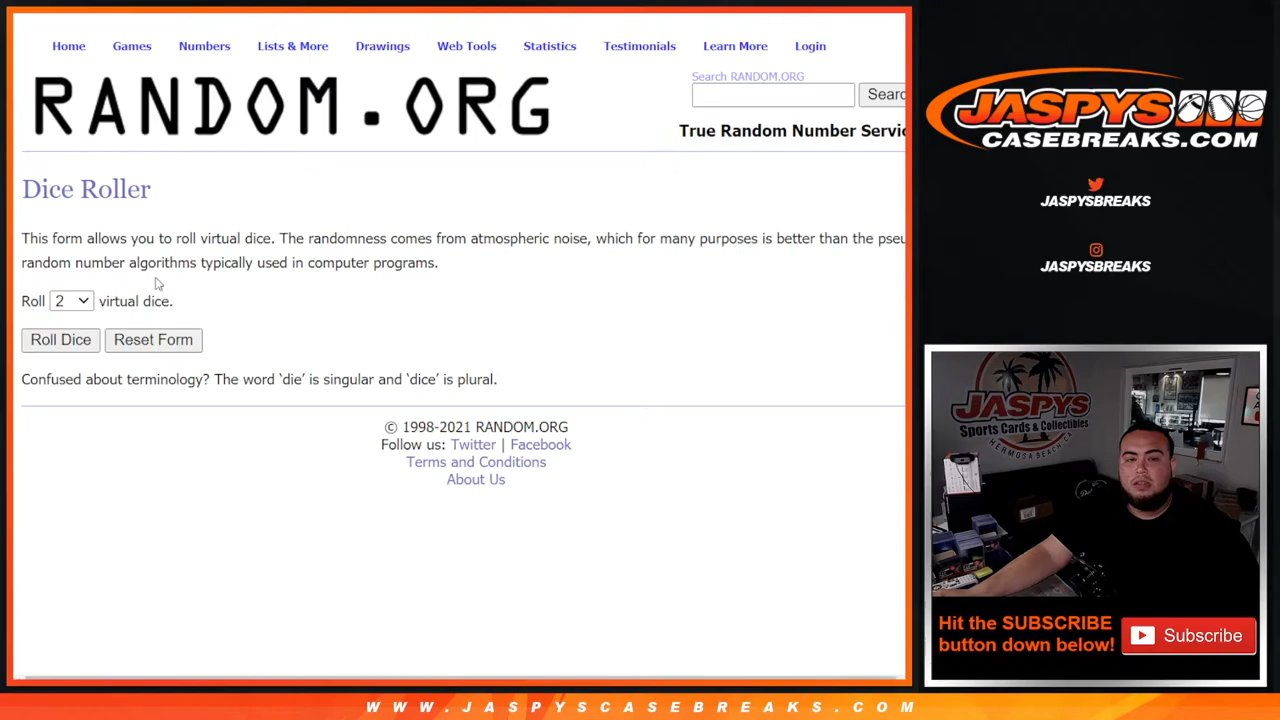 Home Games Numbers Lists & More Drawings Web Tools Statistics Testimonials Learn More Login
RANDOM.ORG
Search RANDOM.ORG
Searc
True Random Number Servic
Dice Roller
This form allows you to roll virtual dice. The randomness comes from atmospheric noise, which for many purposes is better than the pseu
random number algorithms typically used in computer programs.
Roll 2 virtual dice.
Roll Dice Reset Form
Confused about terminology? The word ‘die’ is singular and ‘dice’ is plural.
© 1998-2021 RANDOM.ORG
Follow us: Twitter | Facebook
Terms and Conditions
About Us
JASPYS
CASEBREAKS.COM
JASPYSBREAKS
JASPYSBREAKS
JASPYS
Sports Cards & Collectibles
HERMOSA BEACH CA
Hit the SUBSCRIBE
button down below!
Subscribe
WWW.JASPYSCASEBREAKS.COM